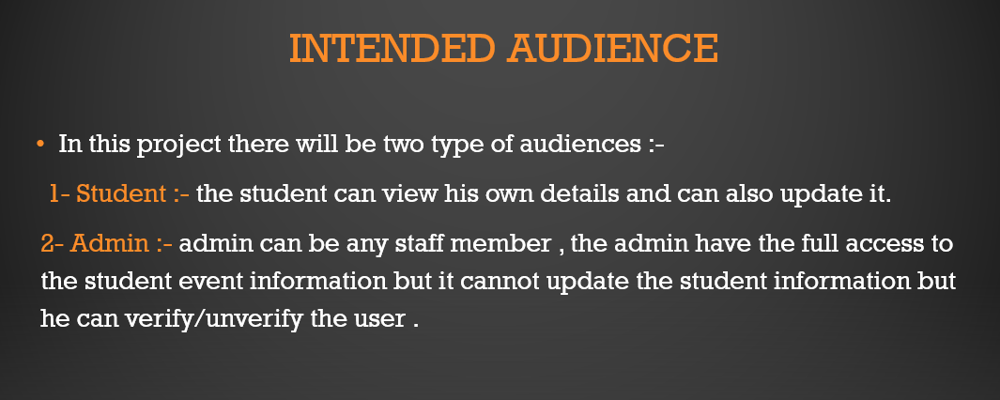 INTENDED AUDIENCE
• In this project there will be two type of audiences :-
1- Student :- the student can view his own details and can also update it.
2- Admin :- admin can be any staff member , the admin have the full access to
the student event information but it cannot update the student information but
he can verify/unverify the user .